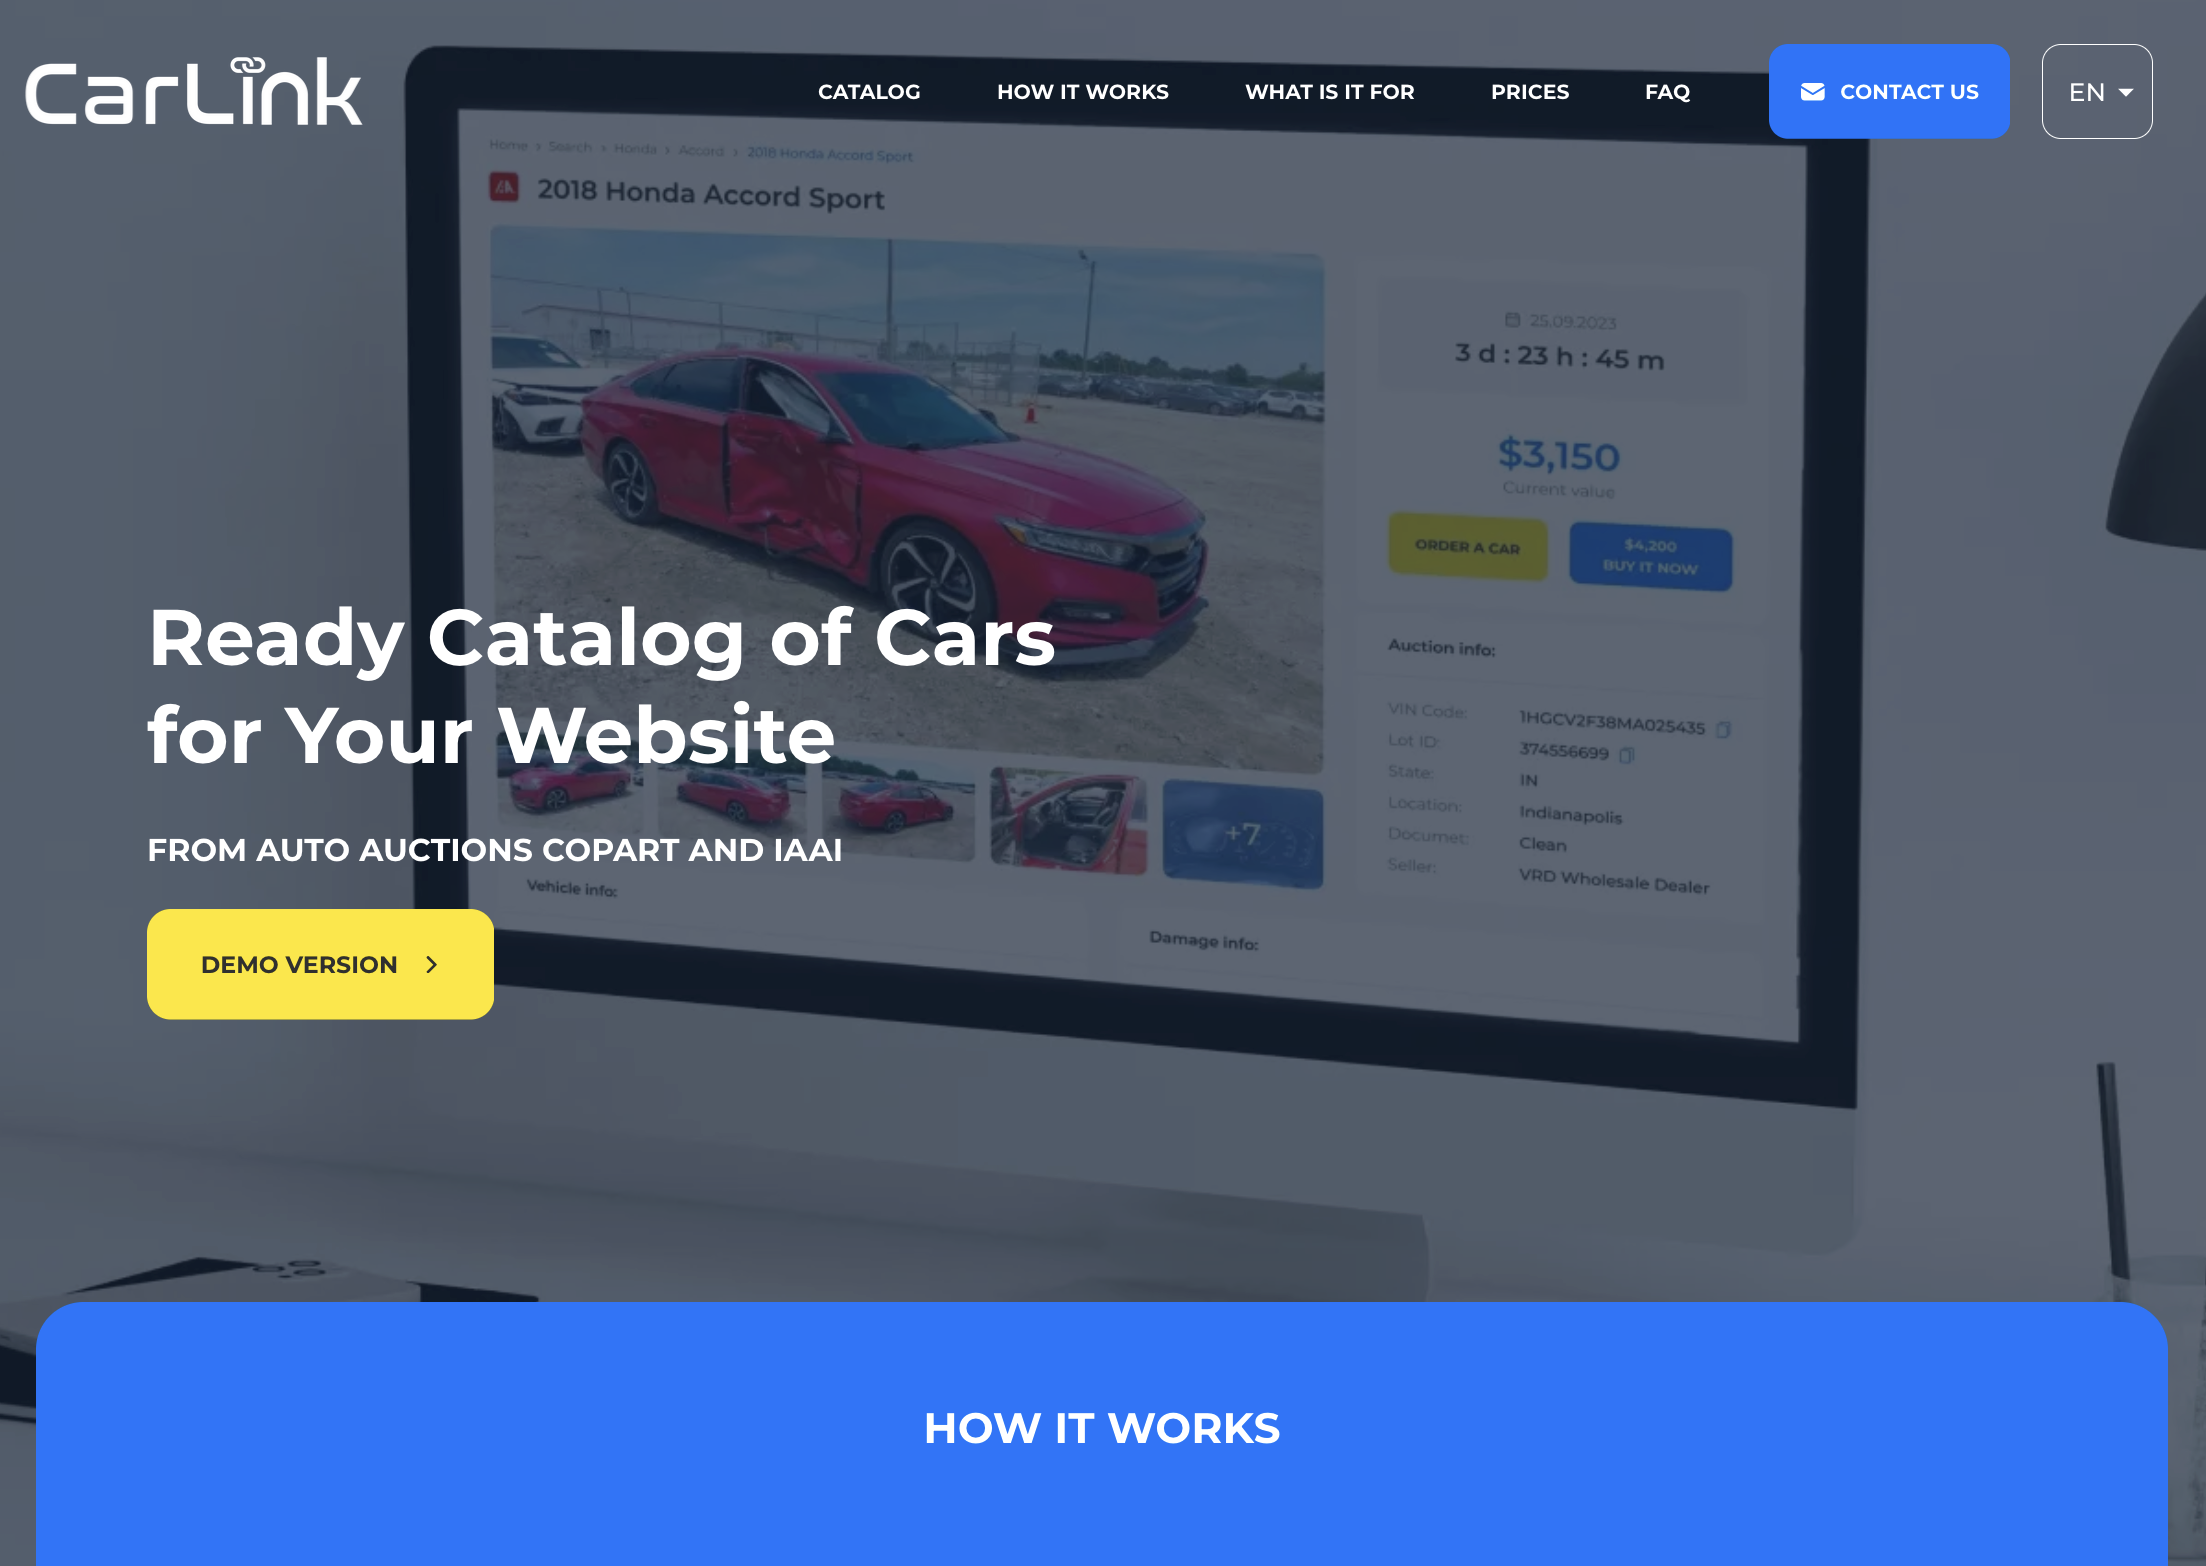 CarLink
CATALOG
HOW IT WORKS
WHAT IS IT FOR
PRICES
FAQ
CONTACT US
EN
Home › Search › Honda › Accord › 2018 Honda Accord Sport
2018 Honda Accord Sport
25.09.2023
3 d : 23 h : 45 m
$3,150
Current value
ORDER A CAR
$4,200
BUY IT NOW
Ready Catalog of Cars
for Your Website
FROM AUTO AUCTIONS COPART AND IAAI
DEMO VERSION
Auction info:
VIN Code: 1HGCV2F38MA025435
Lot ID: 374556699
State: IN
Location: Indianapolis
Documet: Clean
Seller: VRD Wholesale Dealer
+7
Vehicle info:
Damage info:
HOW IT WORKS